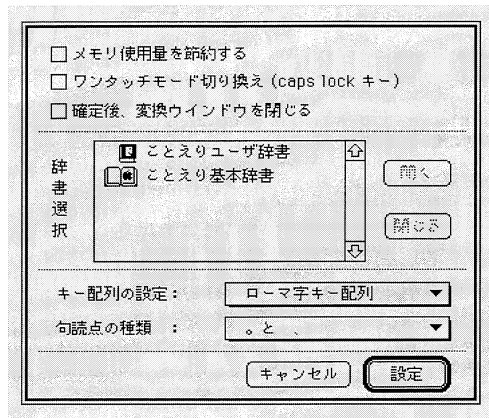 メモリ使用量を節約する
ワンタッチモード切り換え (caps lock キー)
確定後、変換ウインドウを閉じる
辞書選択
ことえりユーザ辞書
ことえり基本辞書
開く
閉じる
キー配列の設定： ローマ字キー配列
句読点の種類 ： 。と 、
キャンセル 設定